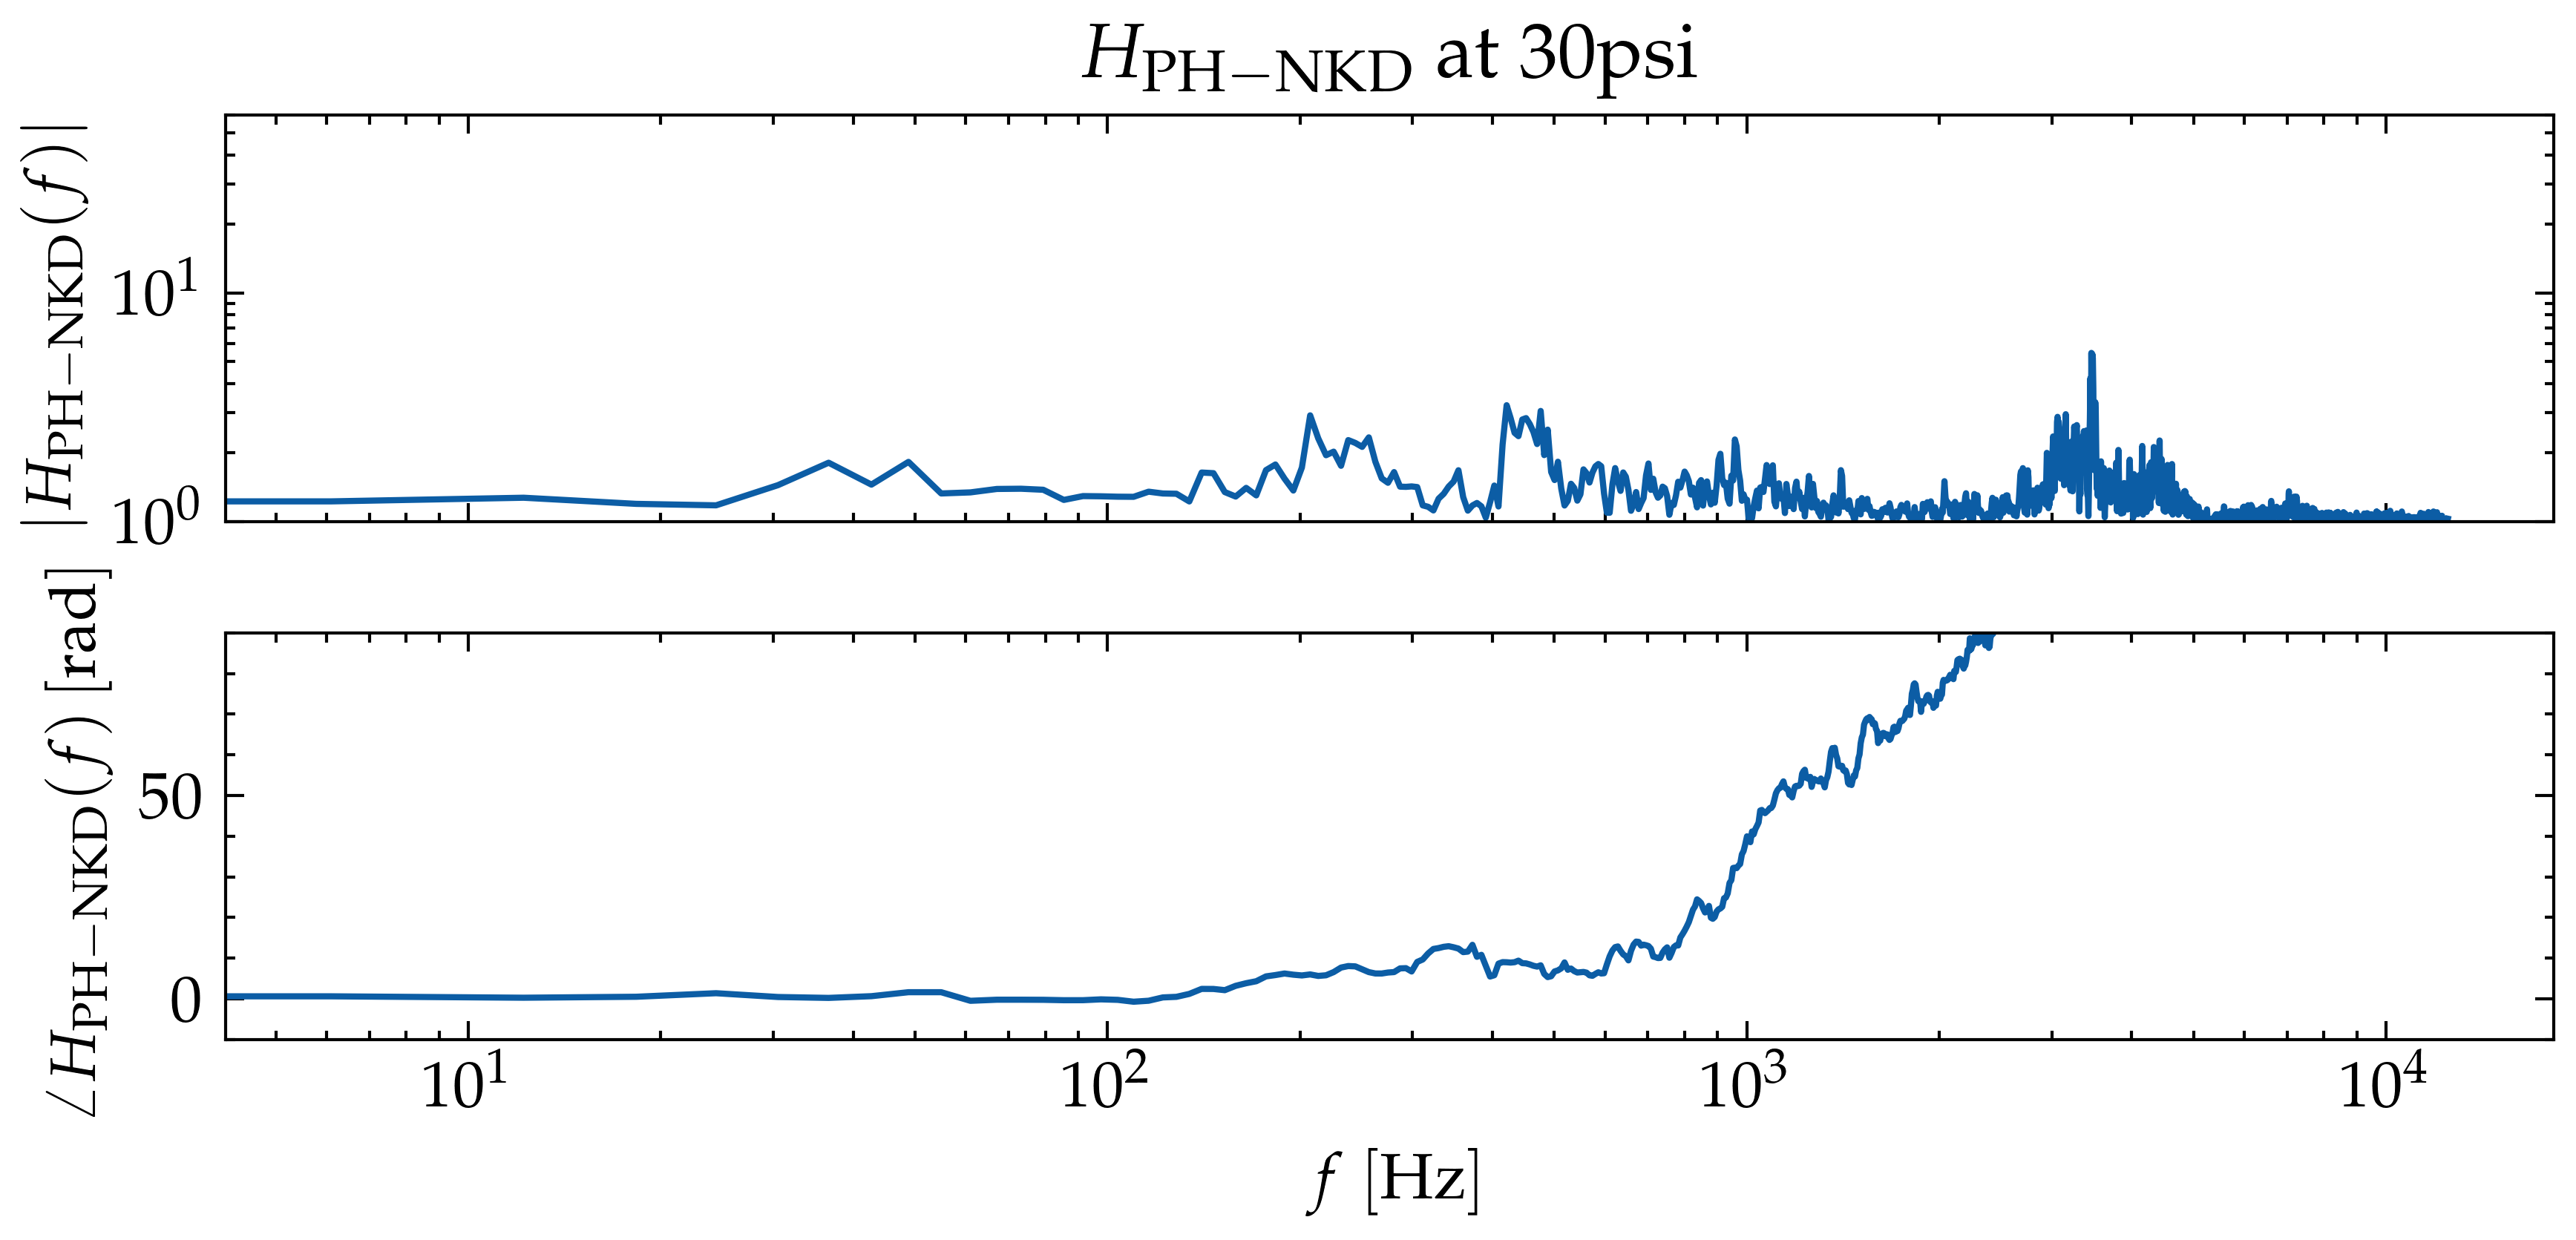 H_PH−NKD at 30psi
|H_PH−NKD(f)|
10^1
10^0
∠H_PH−NKD(f) [rad]
50
0
10^1 10^2 10^3 10^4
f [Hz]